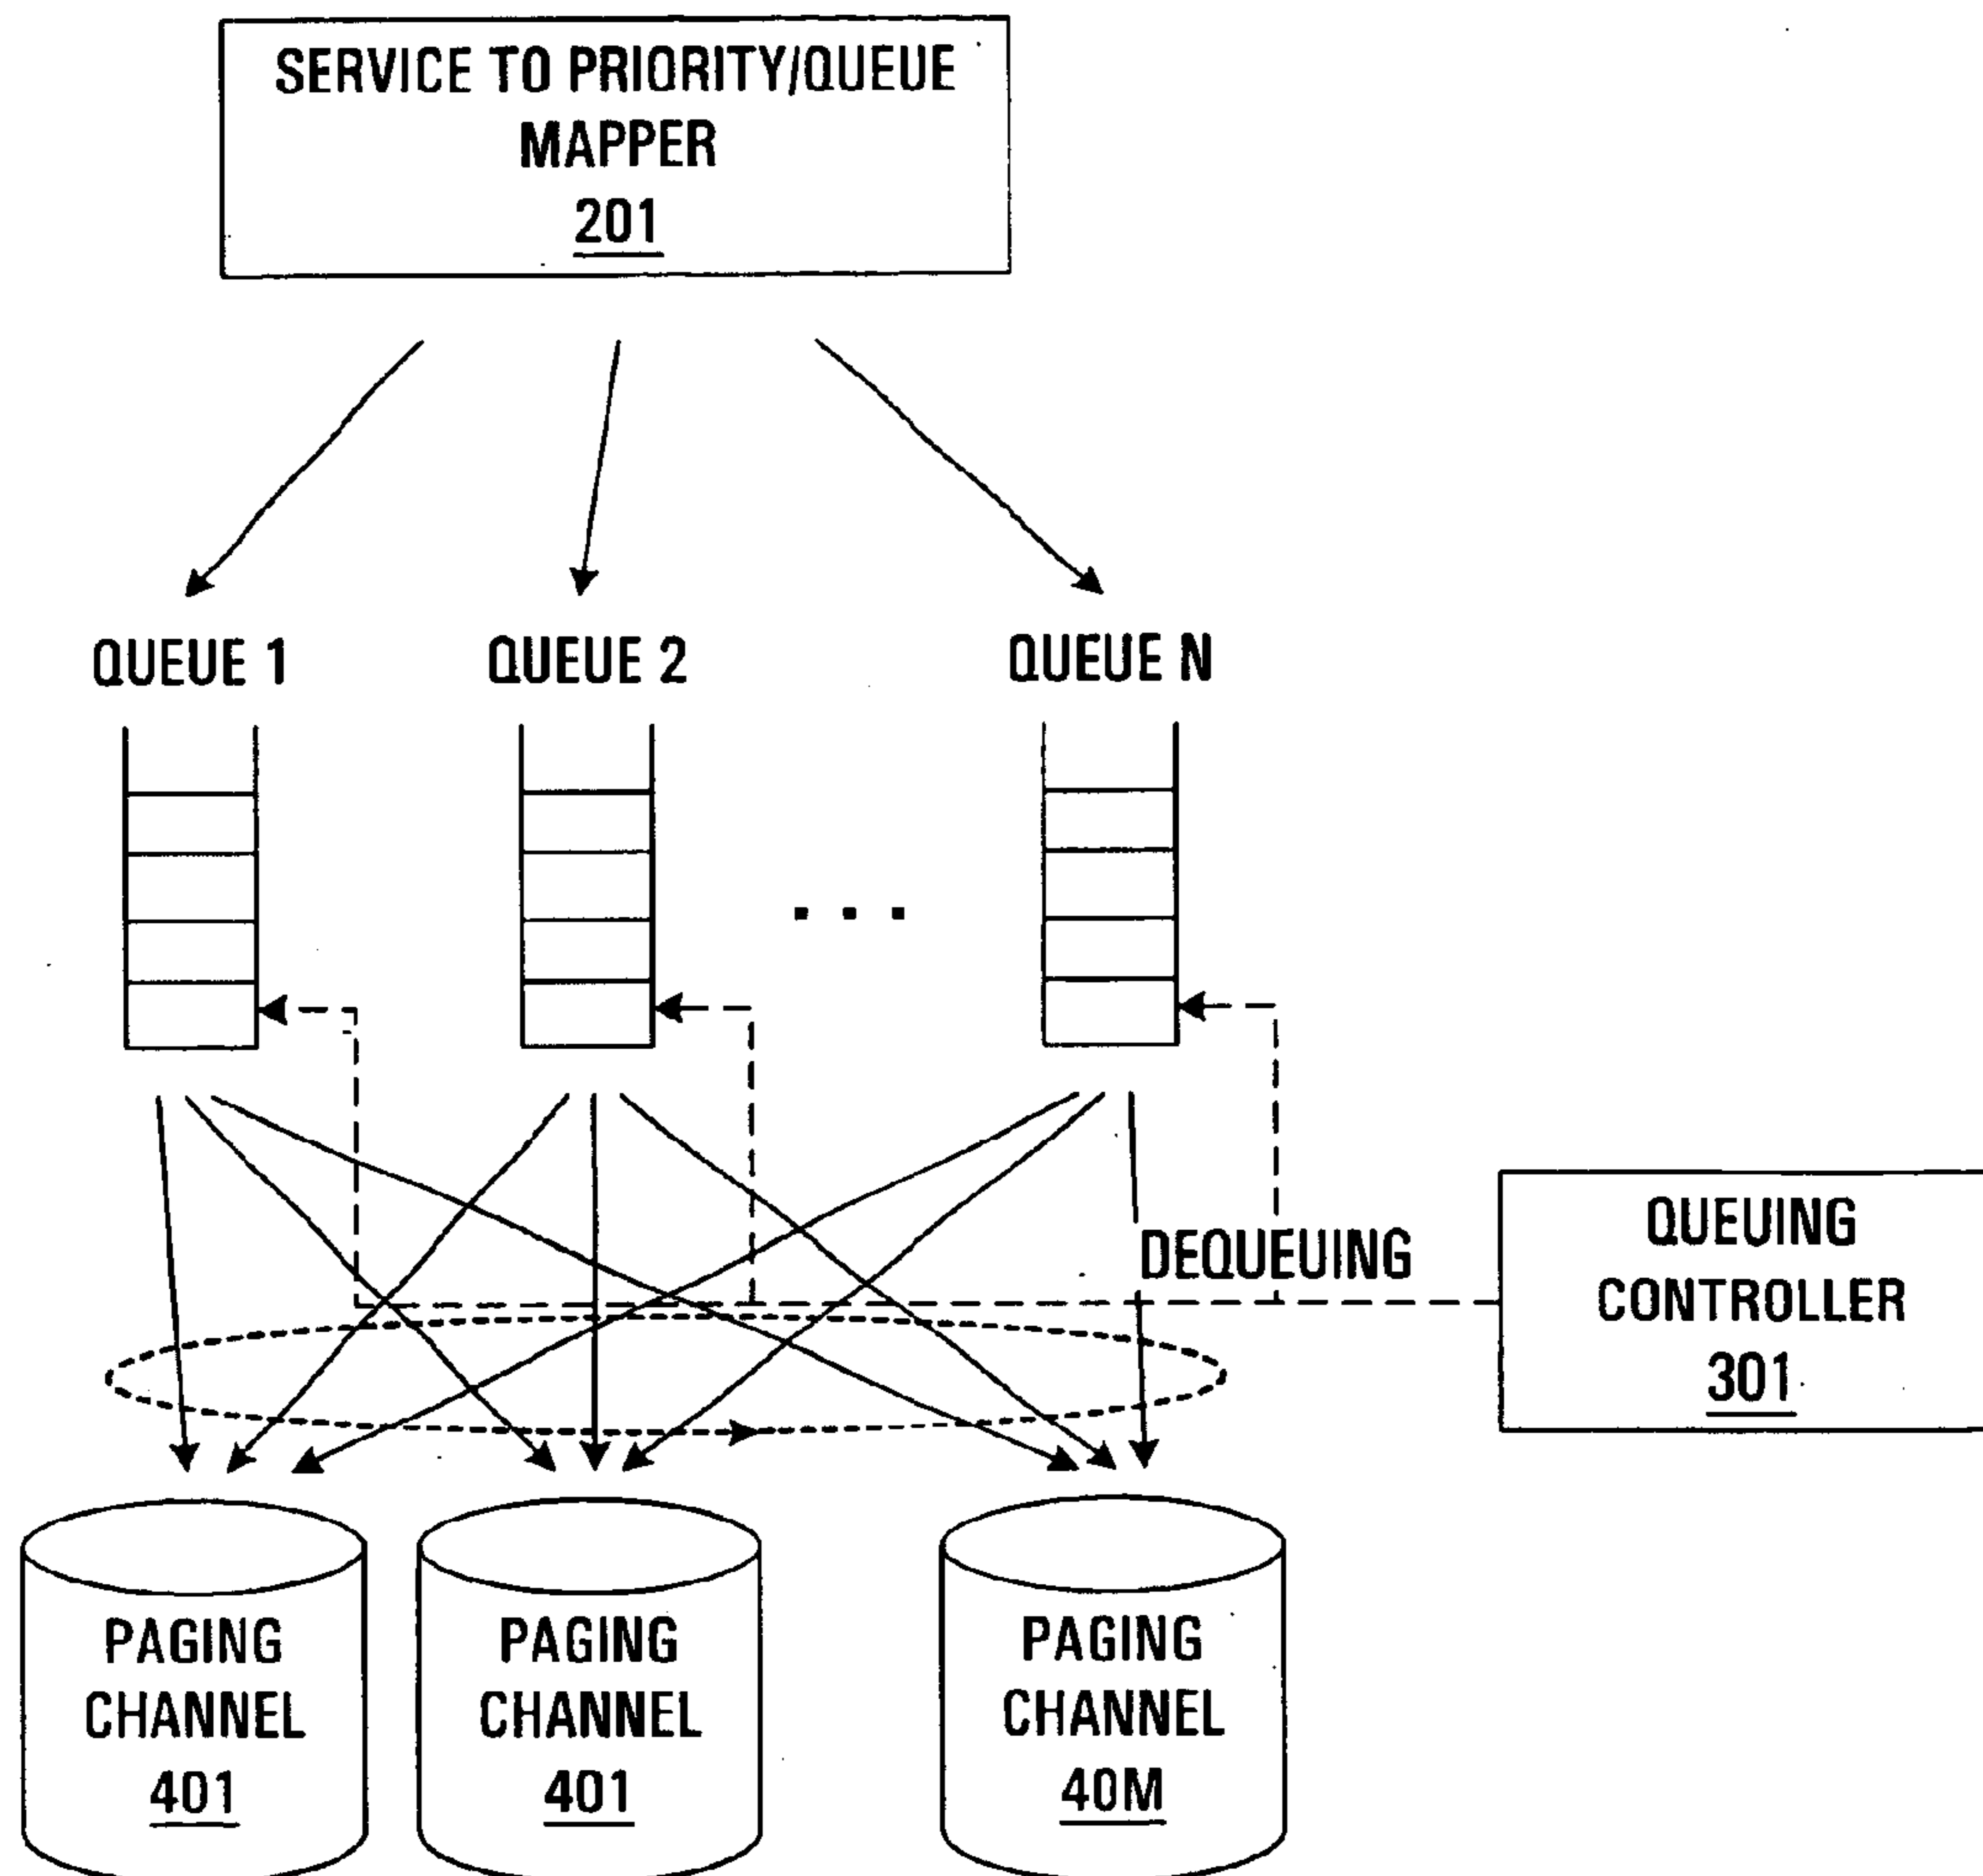 SERVICE TO PRIORITY/QUEUE
MAPPER
201
QUEUE 1
QUEUE 2
QUEUE N
. . .
DEQUEUING
QUEUING
CONTROLLER
301
PAGING
CHANNEL
401
PAGING
CHANNEL
401
PAGING
CHANNEL
40M